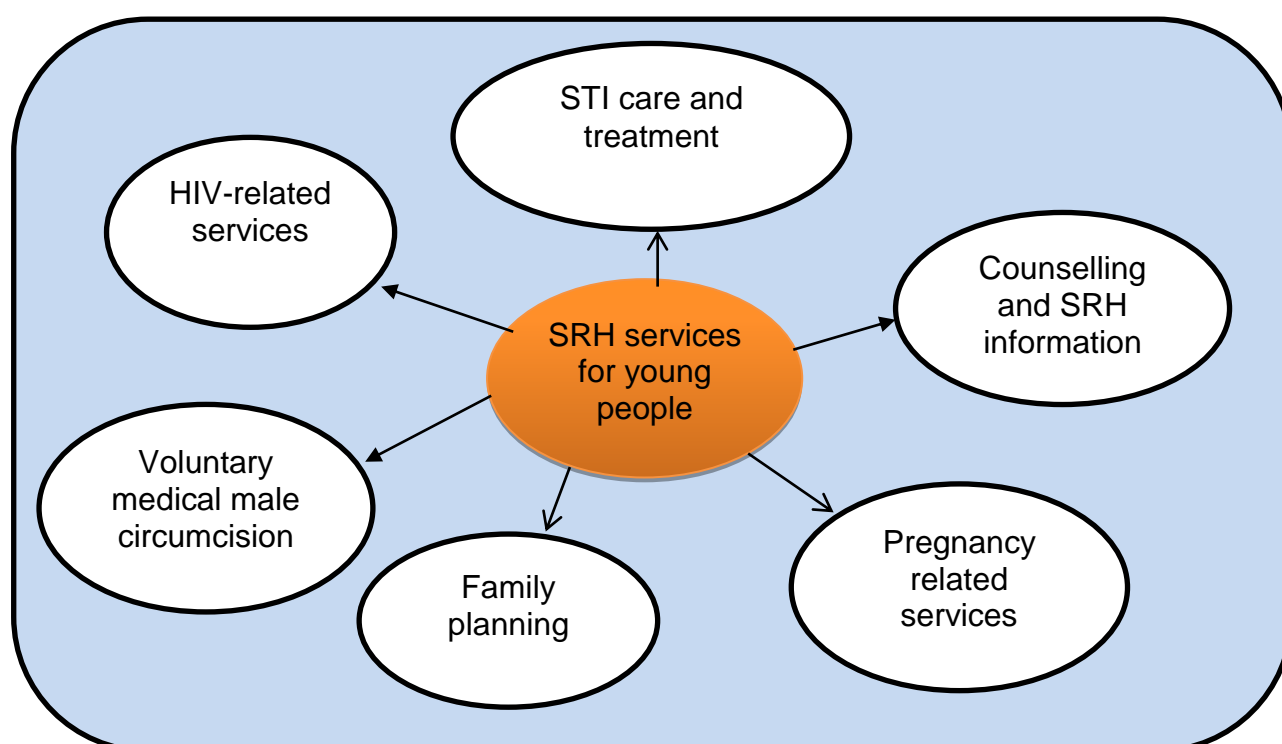 STI care and
treatment
HIV-related
services
Counselling
and SRH
information
SRH services
for young
people
Voluntary
medical male
circumcision
Family
planning
Pregnancy
related
services